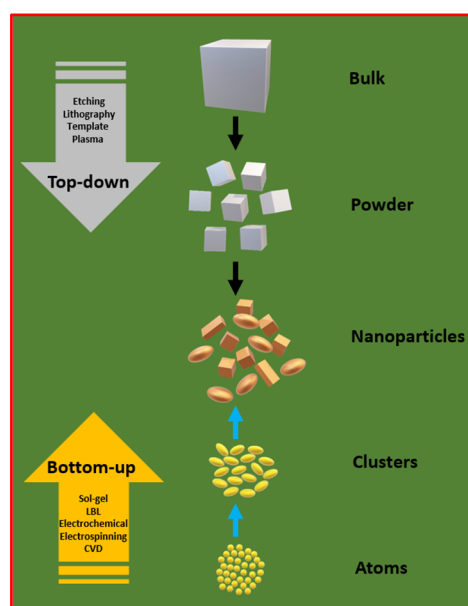 Bulk
Etching
Lithography
Template
Plasma
Top-down
Powder
Nanoparticles
Bottom-up
Clusters
Sol-gel
LBL
Electrochemical
Electrospinning
CVD
Atoms